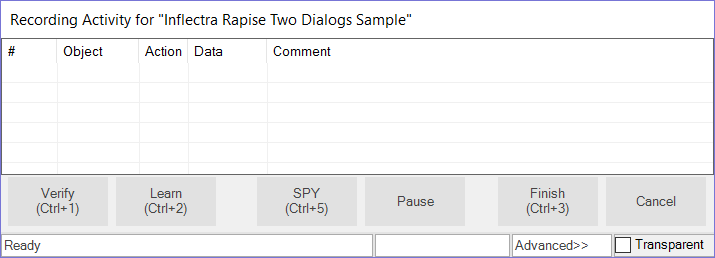 Recording Activity for "Inflectra Rapise Two Dialogs Sample"
# Object Action Data Comment
Verify Learn SPY Pause Finish Cancel
(Ctrl+1) (Ctrl+2) (Ctrl+5) (Ctrl+3)
Ready Advanced>> Transparent